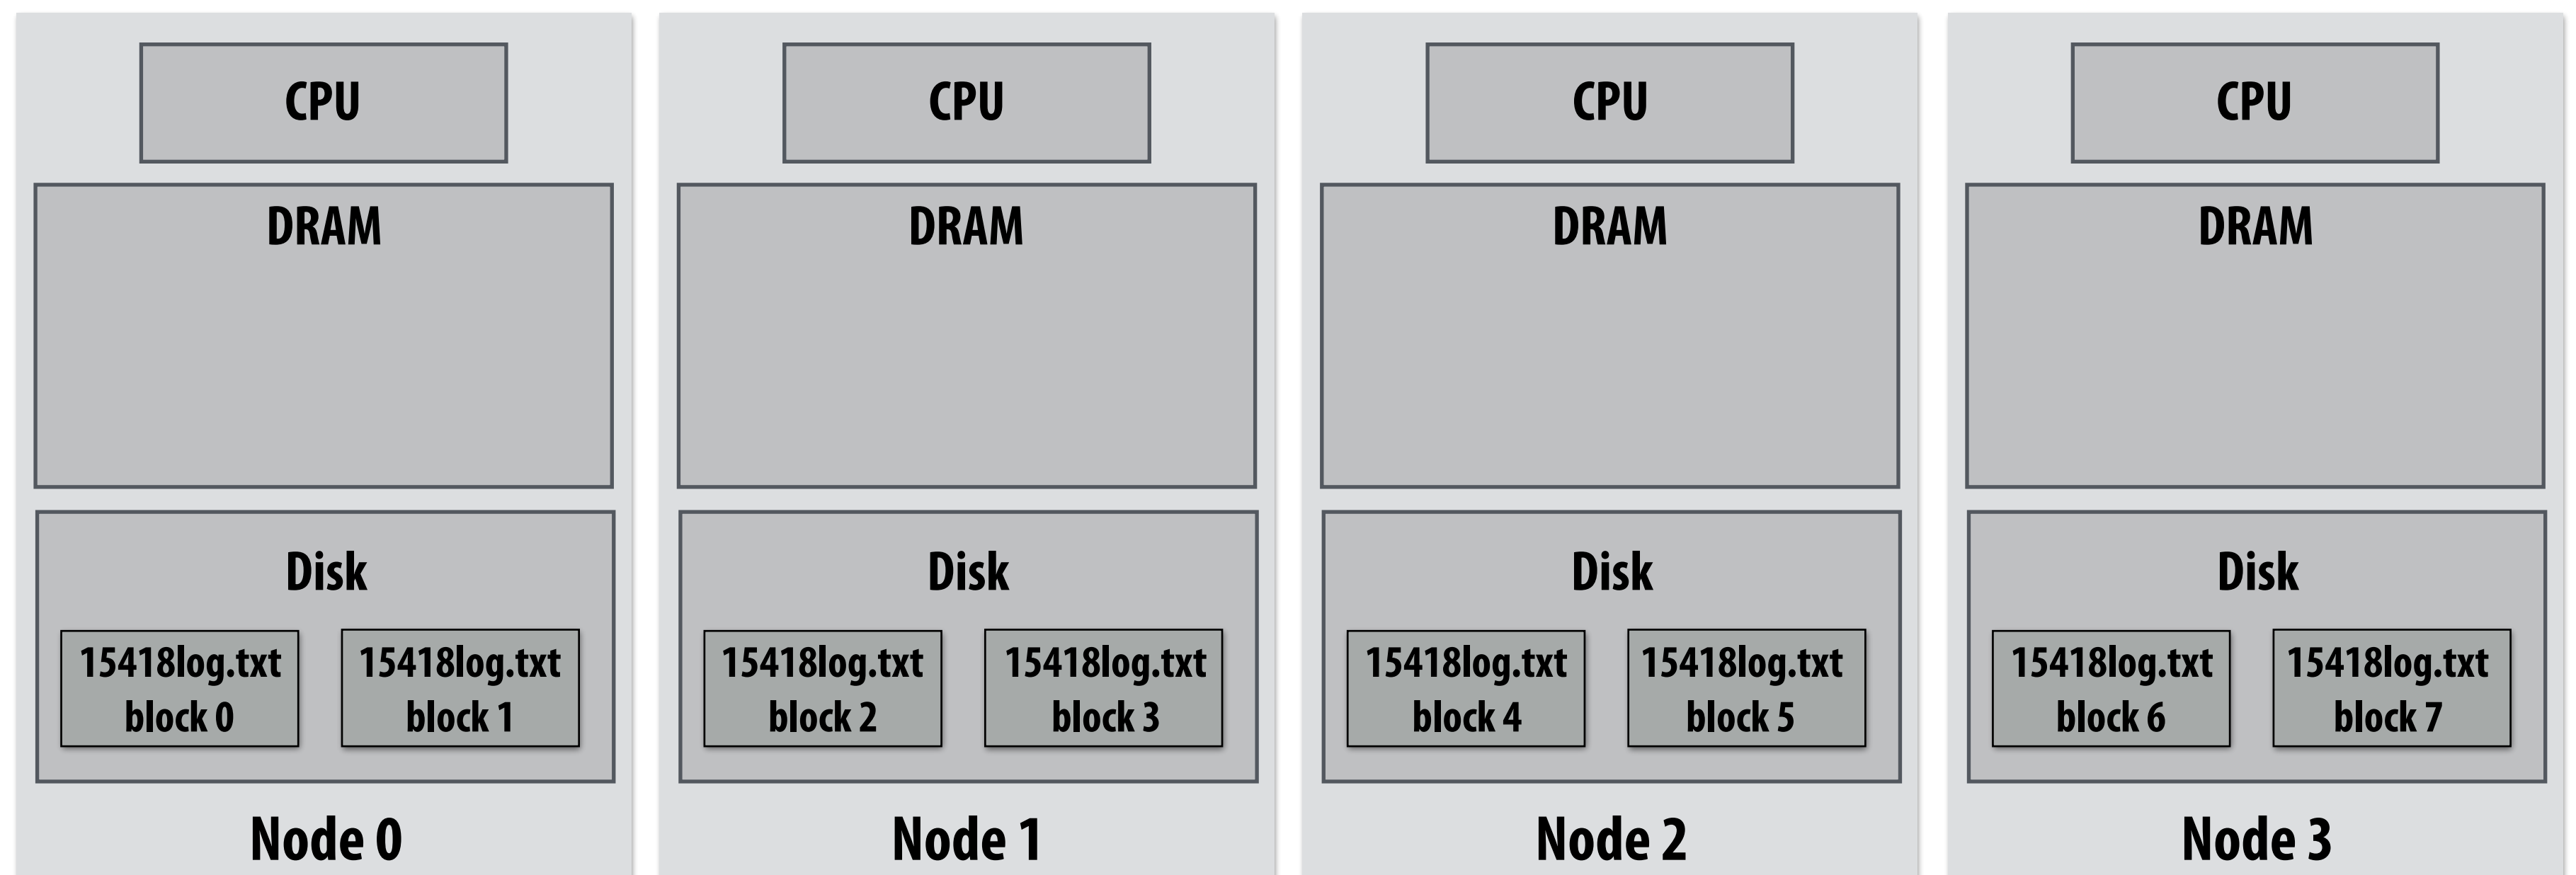 CPU
DRAM
Disk
15418log.txt
block 0
15418log.txt
block 1
Node 0
CPU
DRAM
Disk
15418log.txt
block 2
15418log.txt
block 3
Node 1
CPU
DRAM
Disk
15418log.txt
block 4
15418log.txt
block 5
Node 2
CPU
DRAM
Disk
15418log.txt
block 6
15418log.txt
block 7
Node 3